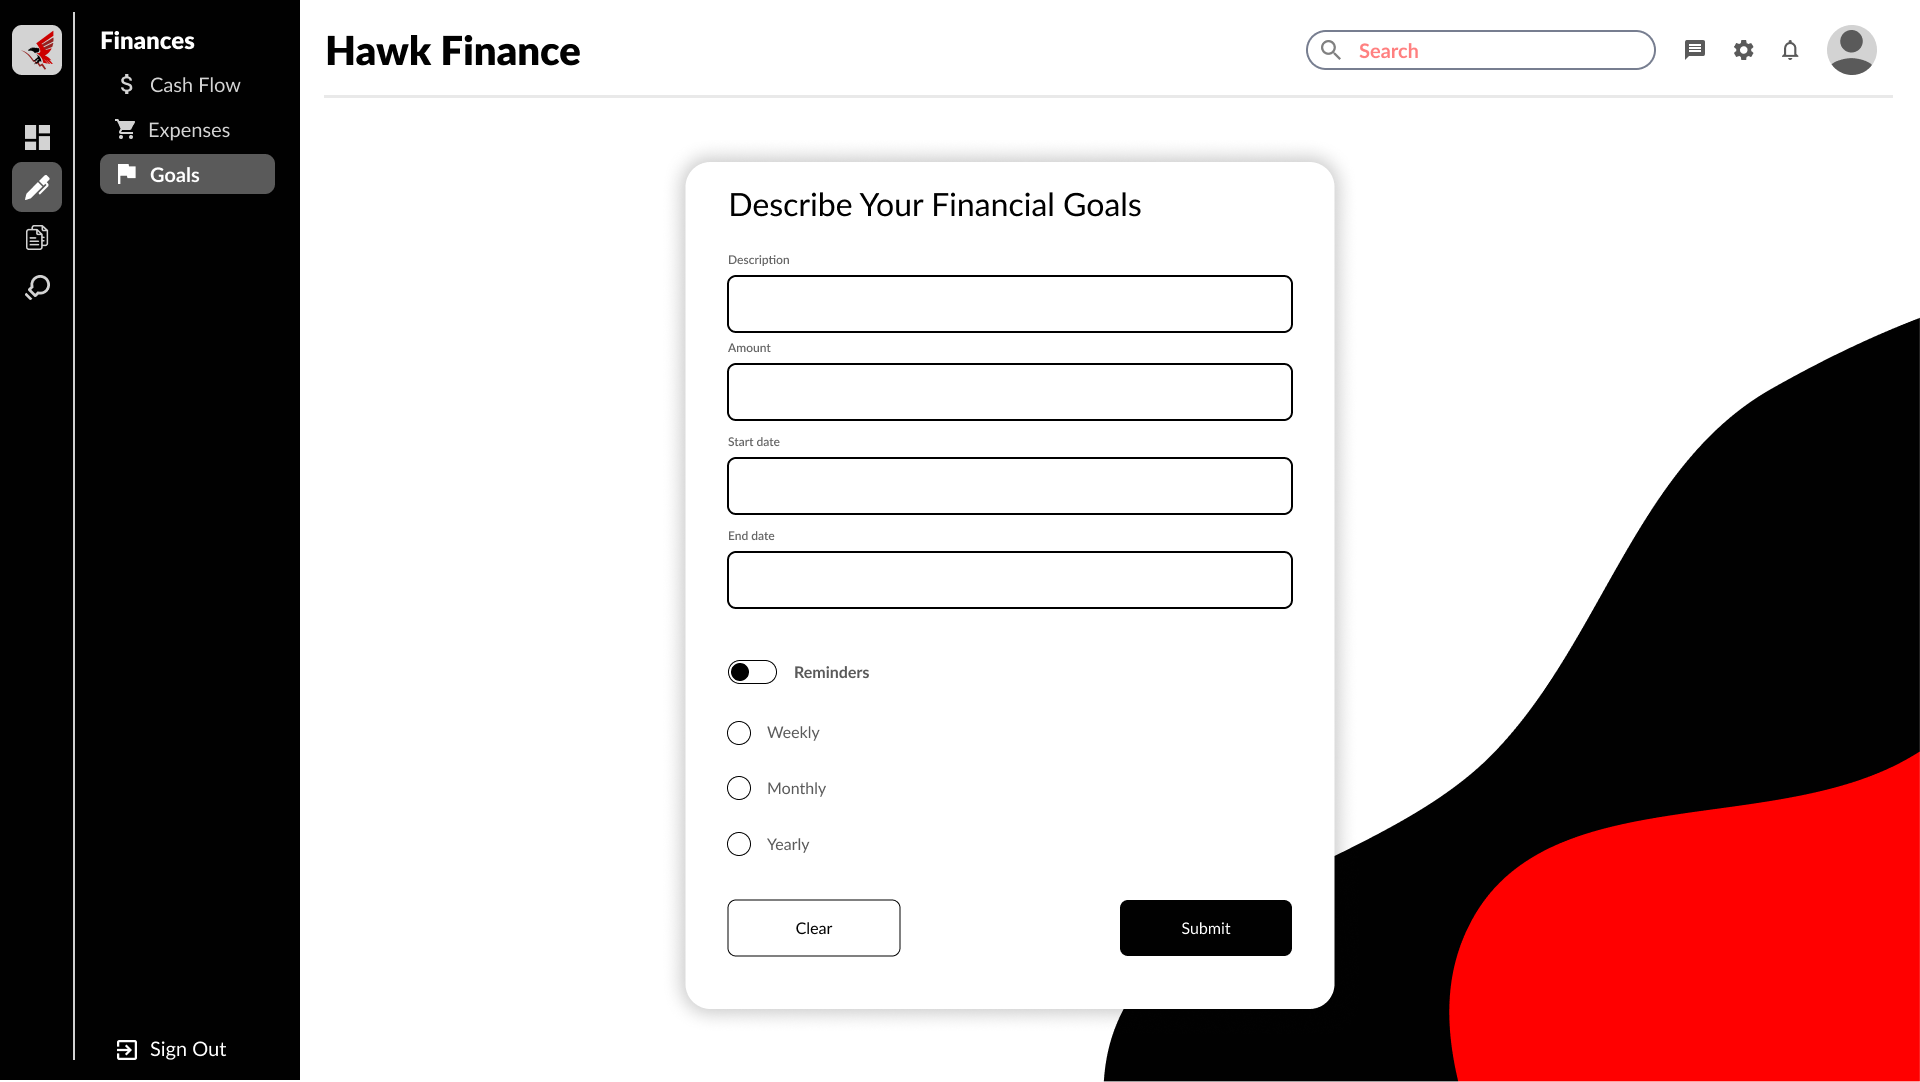 Finances
Cash Flow
Expenses
Goals
Sign Out
Hawk Finance
Search
Describe Your Financial Goals
Description
Amount
Start date
End date
Reminders
Weekly
Monthly
Yearly
Clear
Submit